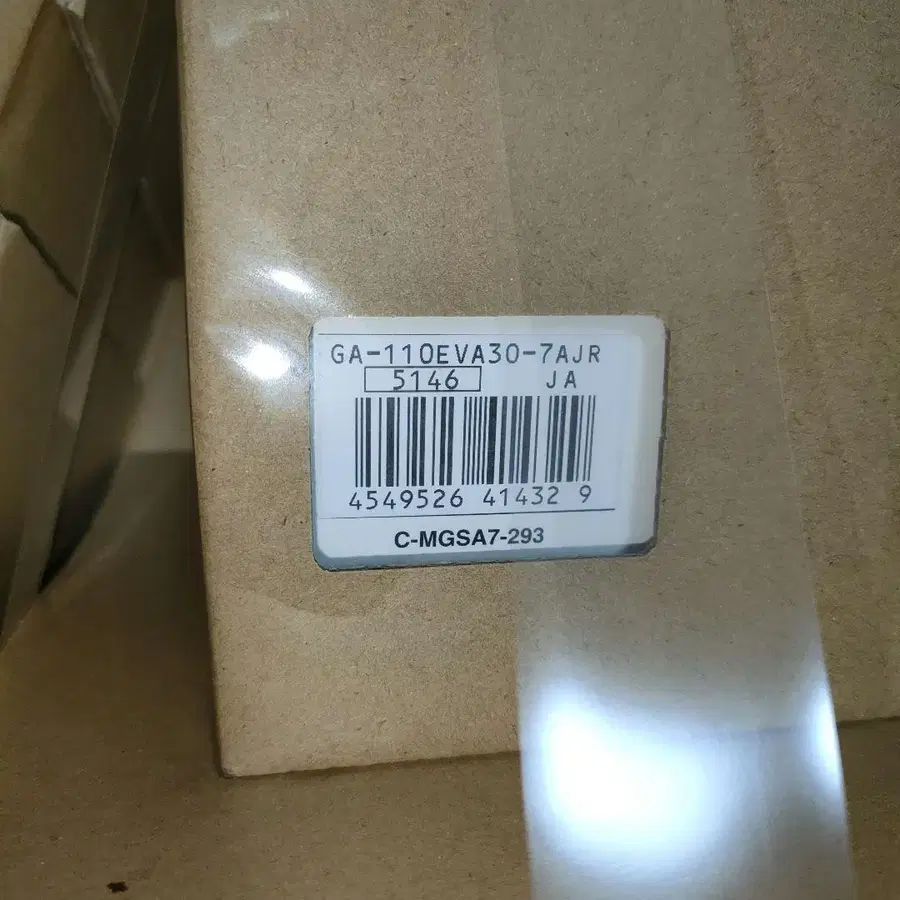 GA-110EVA30-7AJR
5146 JA
4549526 41432 9
C-MGSA7-293